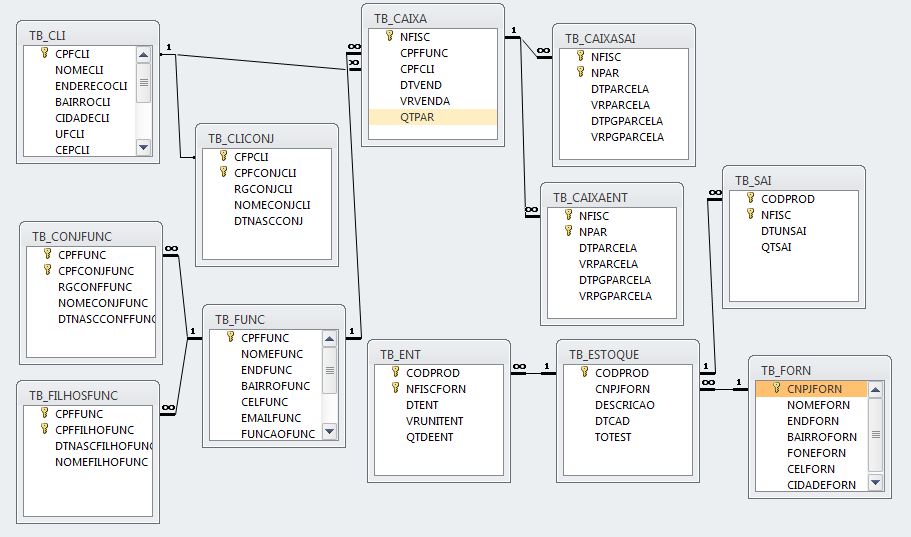 TB_CLI
CPFCLI
NOMECLI
ENDERECOCLI
BAIRROCLI
CIDADECLI
UFCLI
CEPCLI
1
∞
∞
TB_CAIXA
NFISC
CPFFUNC
CPFCLI
DTVEND
VRVENDA
QTPAR
1
∞
TB_CAIXASAI
NFISC
NPAR
DTPARCELA
VRPARCELA
DTPGPARCELA
VRPGPARCELA
TB_CLICONJ
CFPCLI
CPFCONJCLI
RGCONJCLI
NOMECONJCLI
DTNASCCONJ
∞
TB_CAIXAENT
NFISC
NPAR
DTPARCELA
VRPARCELA
DTPGPARCELA
VRPGPARCELA
∞
TB_SAI
CODPROD
NFISC
DTUNSAI
QTSAI
TB_CONJFUNC
CPFFUNC
CPFCONJFUNC
RGCONFFUNC
NOMECONJFUNC
DTNASCCONFFUNC
∞
1
TB_FUNC
CPFFUNC
NOMEFUNC
ENDFUNC
BAIRROFUNC
CELFUNC
EMAILFUNC
FUNCAOFUNC
1
TB_FILHOSFUNC
CPFFUNC
CPFFILHOFUNC
DTNASCFILHOFUNC
NOMEFILHOFUNC
∞
TB_ENT
CODPROD
NFISCFORN
DTENT
VRUNITENT
QTDEENT
∞
1
TB_ESTOQUE
CODPROD
CNPJFORN
DESCRICAO
DTCAD
TOTEST
1
∞
1
TB_FORN
CNPJFORN
NOMEFORN
ENDFORN
BAIRROFORN
FONEFORN
CELFORN
CIDADEFORN